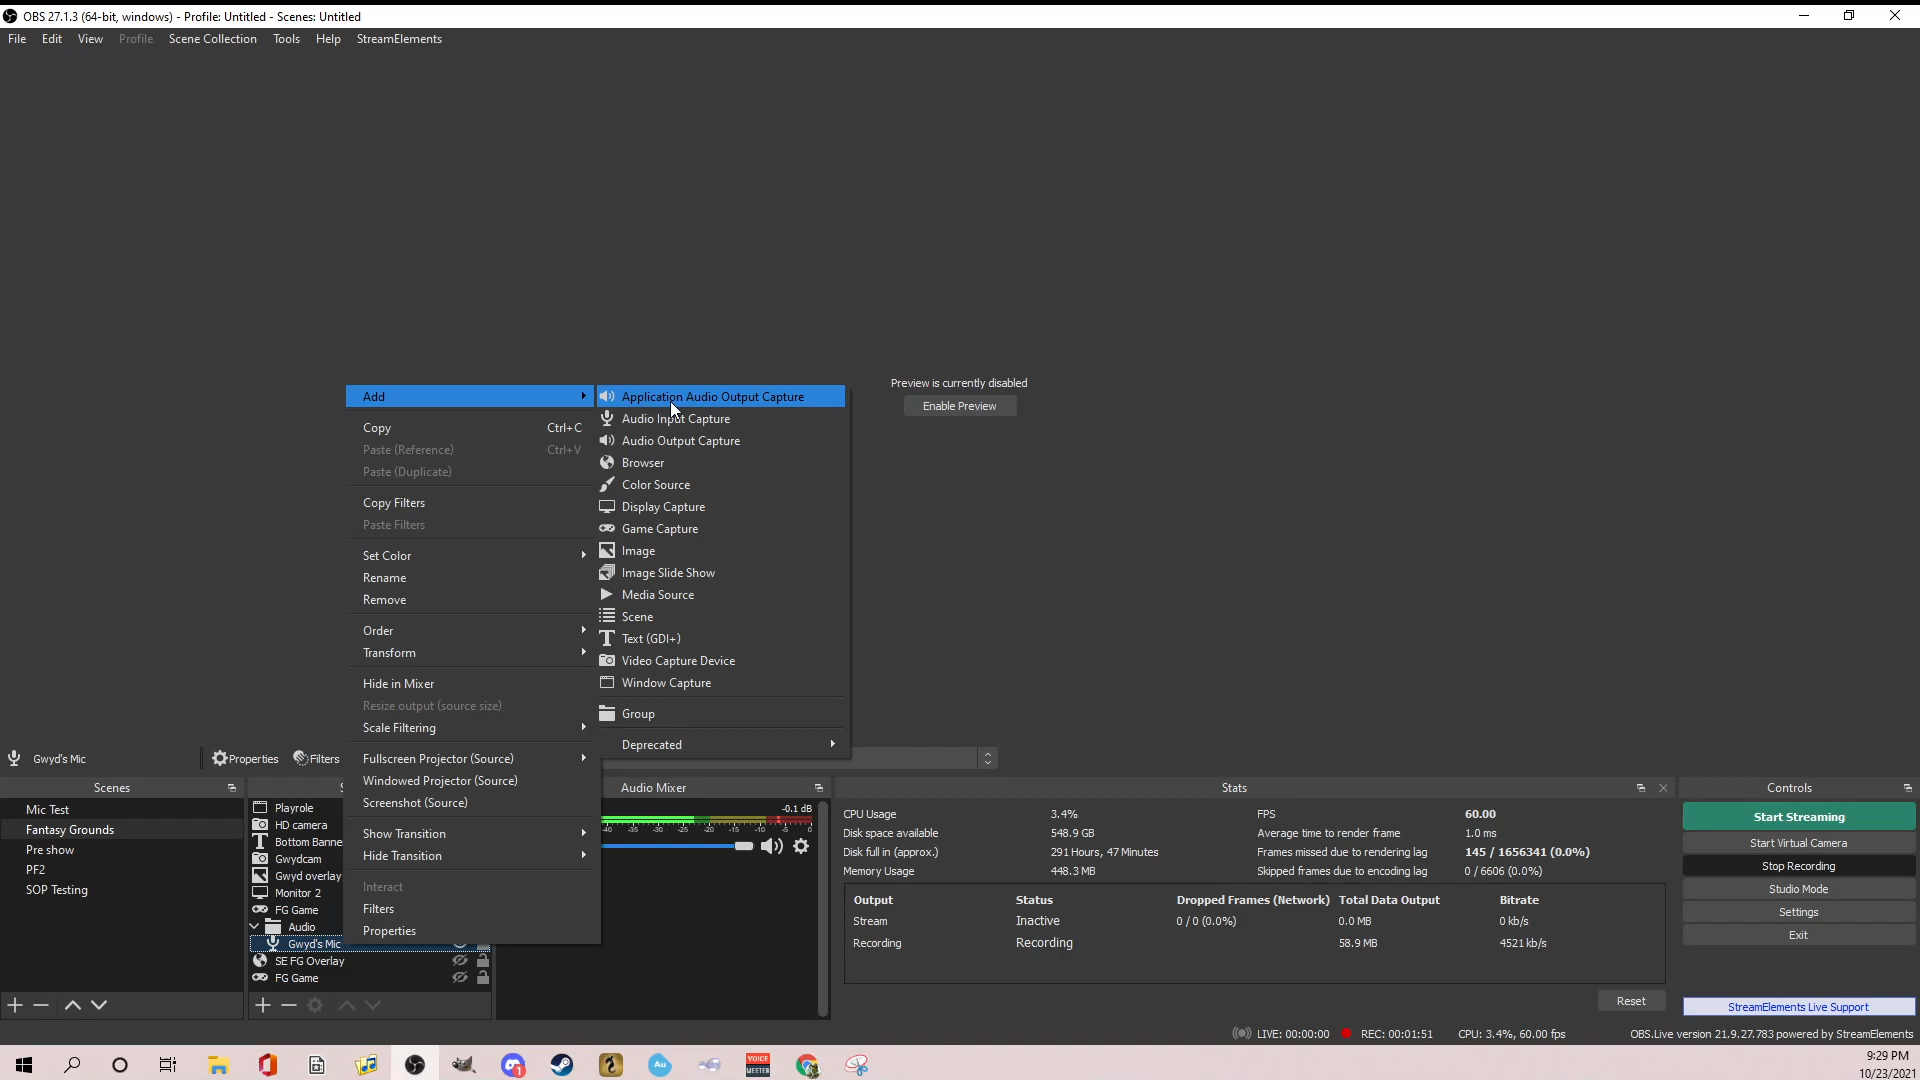 OBS 27.1.3 (64-bit, windows) - Profile: Untitled - Scenes: Untitled
File Edit View Profile Scene Collection Tools Help StreamElements
Preview is currently disabled
Enable Preview
Add
Copy Ctrl+C
Paste (Reference) Ctrl+V
Paste (Duplicate)
Copy Filters
Paste Filters
Set Color
Rename
Remove
Order
Transform
Hide in Mixer
Resize output (source size)
Scale Filtering
Fullscreen Projector (Source)
Windowed Projector (Source)
Screenshot (Source)
Show Transition
Hide Transition
Interact
Filters
Properties
Application Audio Output Capture
Audio Input Capture
Audio Output Capture
Browser
Color Source
Display Capture
Game Capture
Image
Image Slide Show
Media Source
Scene
Text (GDI+)
Video Capture Device
Window Capture
Group
Deprecated
Gwyd's Mic Properties Filters
Scenes
Mic Test
Fantasy Grounds
Pre show
PF2
SOP Testing
Playrole
HD camera
Bottom Banne
Gwydcam
Gwyd overlay
Monitor 2
FG Game
Audio
Gwyd's Mic
SE FG Overlay
FG Game
Audio Mixer
-0.1 dB
-40 -35 -30 -25 -20 -15 -10 -5 0
Stats
CPU Usage 3.4% FPS 60.00
Disk space available 548.9 GB Average time to render frame 1.0 ms
Disk full in (approx.) 291 Hours, 47 Minutes Frames missed due to rendering lag 145 / 1656341 (0.0%)
Memory Usage 448.3 MB Skipped frames due to encoding lag 0 / 6606 (0.0%)
Output Status Dropped Frames (Network) Total Data Output Bitrate
Stream Inactive 0 / 0 (0.0%) 0.0 MB 0 kb/s
Recording Recording 58.9 MB 4521 kb/s
Reset
Controls
Start Streaming
Start Virtual Camera
Stop Recording
Studio Mode
Settings
Exit
StreamElements Live Support
LIVE: 00:00:00 REC: 00:01:51 CPU: 3.4%, 60.00 fps OBS.Live version 21.9.27.783 powered by StreamElements
1
Au
VOICE
MEETER
9:29 PM
10/23/2021